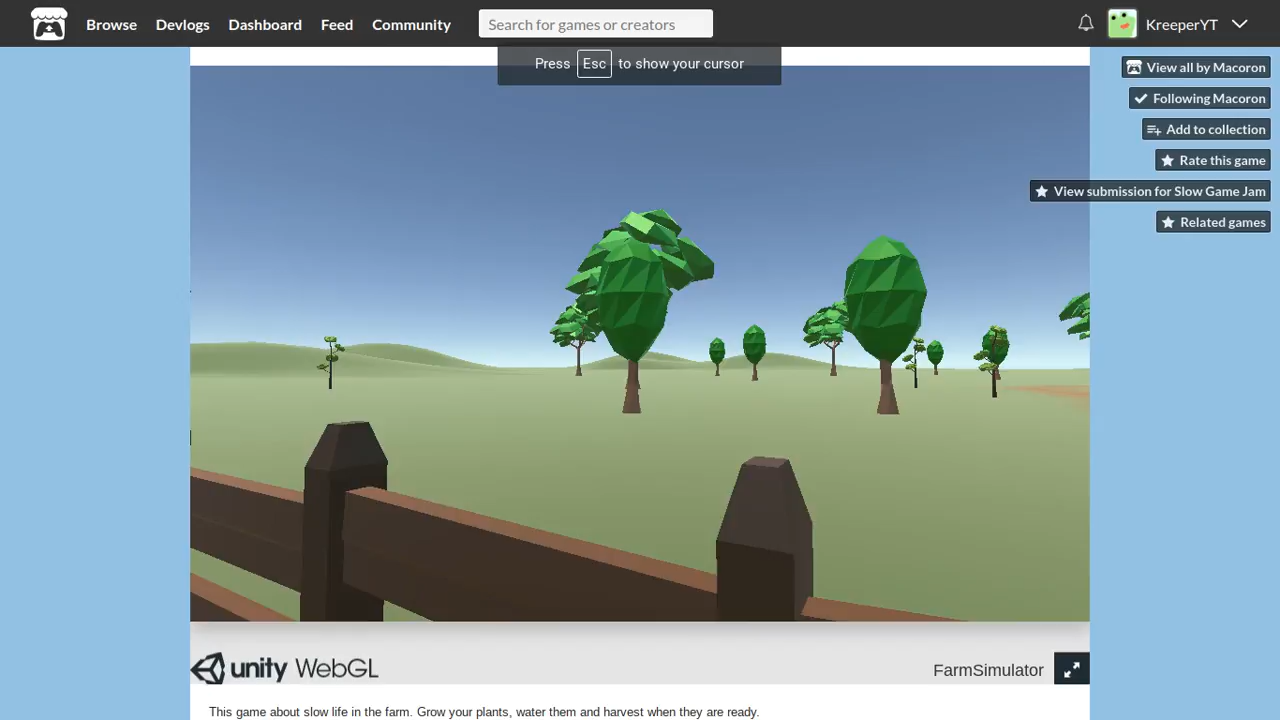 Browse
Devlogs
Dashboard
Feed
Community
Search for games or creators
KreeperYT
Press Esc to show your cursor
View all by Macoron
Following Macoron
Add to collection
Rate this game
View submission for Slow Game Jam
Related games
unity WebGL
FarmSimulator
This game about slow life in the farm. Grow your plants, water them and harvest when they are ready.